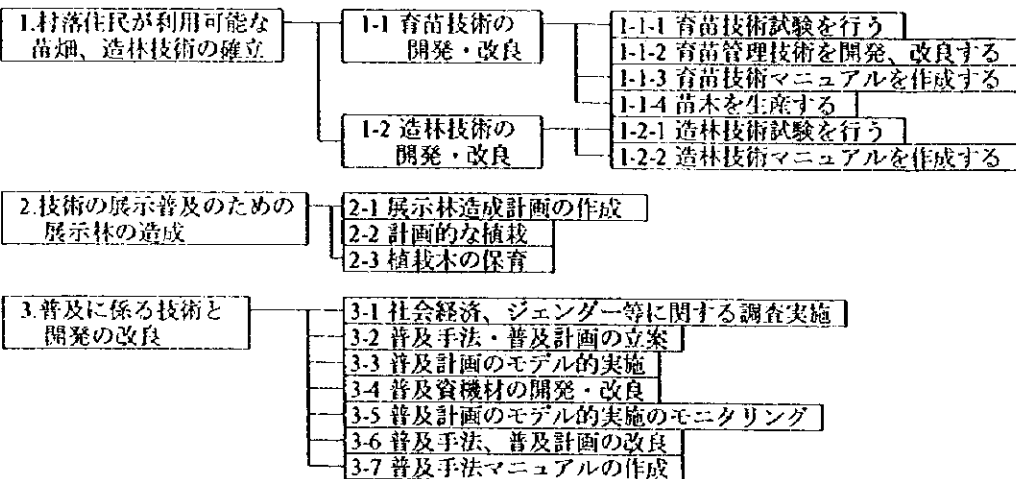 1.村落住民が利用可能な
苗畑、造林技術の確立
1-1 育苗技術の
開発・改良
1-1-1 育苗技術試験を行う
1-1-2 育苗管理技術を開発、改良する
1-1-3 育苗技術マニュアルを作成する
1-1-4 苗木を生産する
1-2 造林技術の
開発・改良
1-2-1 造林技術試験を行う
1-2-2 造林技術マニュアルを作成する
2.技術の展示普及のための
展示林の造成
2-1 展示林造成計画の作成
2-2 計画的な植栽
2-3 植栽木の保育
3.普及に係る技術と
開発の改良
3-1 社会経済、ジェンダー等に関する調査実施
3-2 普及手法・普及計画の立案
3-3 普及計画のモデル的実施
3-4 普及資機材の開発・改良
3-5 普及計画のモデル的実施のモニタリング
3-6 普及手法、普及計画の改良
3-7 普及手法マニュアルの作成